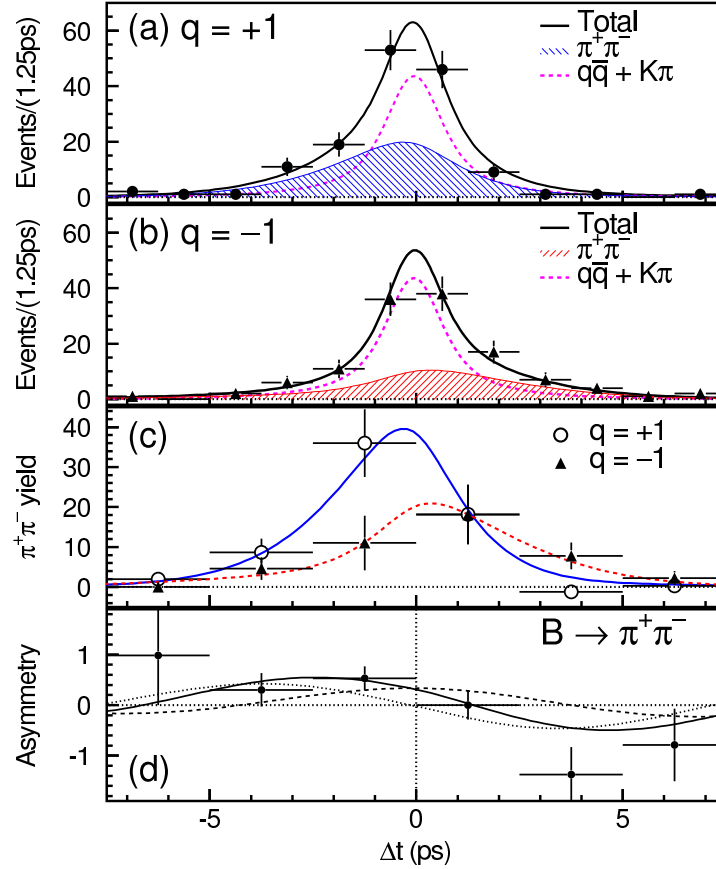 (a) q = +1
Total
π⁺π⁻
qq̅ + Kπ
Events/(1.25ps)
60
40
20
0
(b) q = −1
Total
π⁺π⁻
qq̅ + Kπ
Events/(1.25ps)
60
40
20
0
(c)
q = +1
q = −1
π⁺π⁻ yield
40
30
20
10
0
B → π⁺π⁻
Asymmetry
1
0
-1
(d)
-5 0 5
Δt (ps)